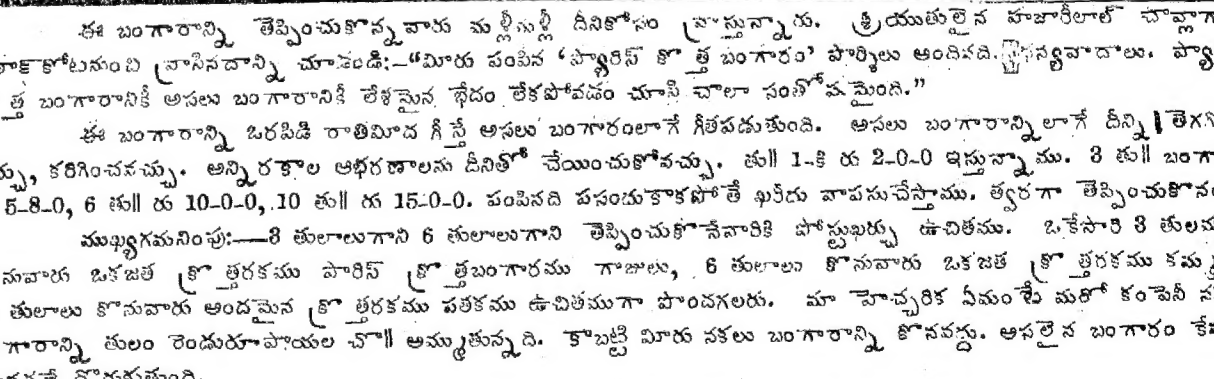 ఈ బంగారాన్ని తెప్పించుకొన్నవారు మళ్లీమళ్లీ దీనికోసం వ్రాస్తున్నారు. శ్రీయుతులైన హజారీలాల్ చావ్లాగా
కోటనుంచి వ్రాసినదాన్ని చూడండి:—“మీరు పంపిన ‘ప్యారిస్ కొత్త బంగారం’ పార్శిలు అందినది. ధన్యవాదాలు. ప్యా
త్త బంగారానికీ అసలు బంగారానికీ లేశమైన భేదం లేకపోవడం చూసి చాలా సంతోషమైంది.”
ఈ బంగారాన్ని ఒరపిడి రాతిమీద గీస్తే అసలు బంగారంలాగే గీతపడుతుంది. అసలు బంగారాన్నిలాగే దీన్ని తెగగ
చ్చు, కరిగించవచ్చు. అన్నిరకాల ఆభరణాలను దీనితో చేయించుకోవచ్చు. తు॥ 1-కి రు 2-0-0 ఇస్తున్నాము. 3 తు॥ బంగా
5-8-0, 6 తు॥ రు 10-0-0, 10 తు॥ రు 15-0-0. పంపినది పసందుకాకపోతే ఖరీదు వాపసుచేస్తాము. త్వరగా తెప్పించుకొనం
ముఖ్యగమనింపు:—3 తులాలుగాని 6 తులాలుగాని తెప్పించుకొనేవారికి పోస్టుఖర్చు ఉచితము. ఒకేసారి 3 తులమ
నువారు ఒకజత క్రొత్తరకము పారిస్ క్రొత్తబంగారము గాజులు, 6 తులాలు కొనువారు ఒకజత క్రొత్తరకము కమ్మ
తులాలు కొనువారు అందమైన క్రొత్తరకము పతకము ఉచితముగా పొందగలరు. మా హెచ్చరిక ఏమంటే మరో కంపెనీ న
గారాన్ని తులం రెండురూపాయల చొ॥ అమ్ముతున్నది. కాబట్టి మీరు నకలు బంగారాన్ని కొనవద్దు. అసలైన బంగారం కే
దొరుకుతుంది.